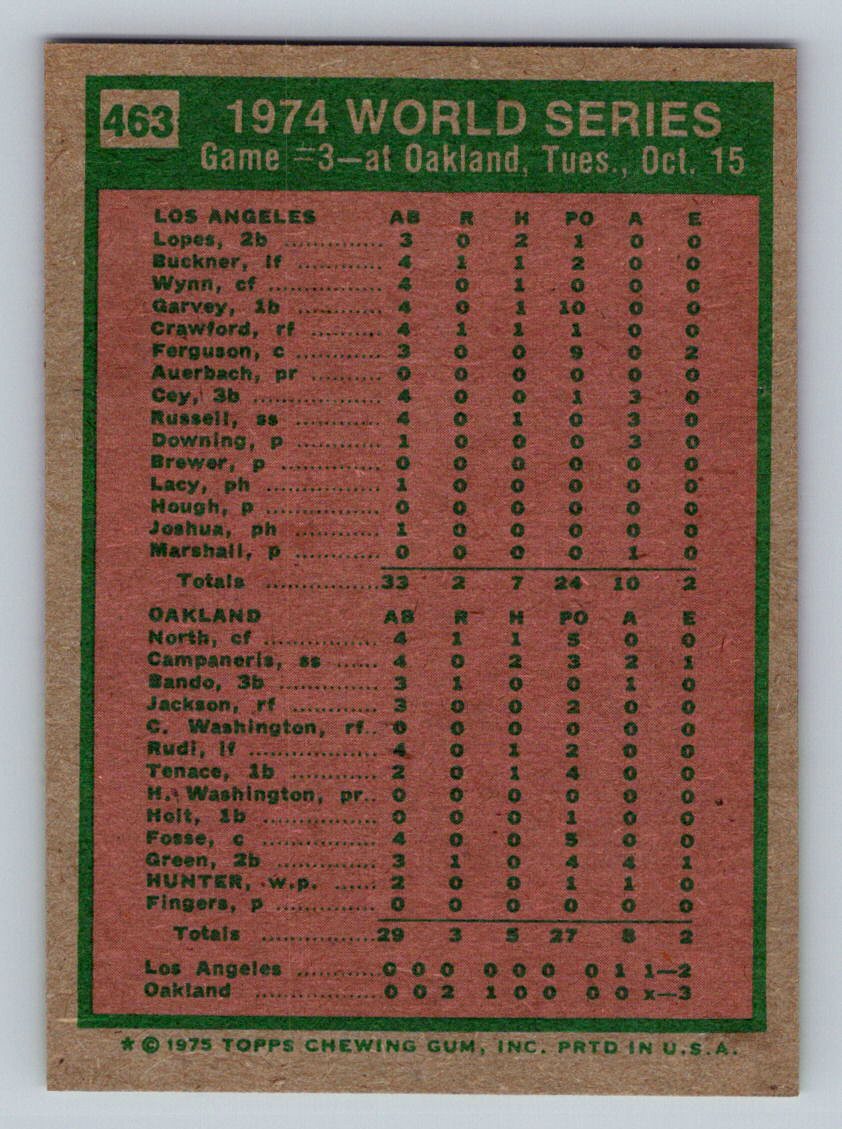 463
1974 WORLD SERIES
Game #3—at Oakland, Tues., Oct. 15
LOS ANGELES AB R H PO A E
Lopes, 2b .............. 3 0 2 1 0 0
Buckner, lf ............ 4 1 1 2 0 0
Wynn, cf ............... 4 0 1 0 0 0
Garvey, 1b ............. 4 0 1 10 0 0
Crawford, rf .......... 4 1 1 1 0 0
Ferguson, c ............ 3 0 0 9 0 2
Auerbach, pr .......... 0 0 0 0 0 0
Cey, 3b ................. 4 0 0 1 3 0
Russell, ss ............ 4 0 1 0 3 0
Downing, p ............ 1 0 0 0 3 0
Brewer, p .............. 0 0 0 0 0 0
Lacy, ph ................ 1 0 0 0 0 0
Hough, p ............... 0 0 0 0 0 0
Joshua, ph ............. 1 0 0 0 0 0
Marshall, p ............ 0 0 0 0 1 0
Totals ................33 2 7 24 10 2
OAKLAND AB R H PO A E
North, cf ................ 4 1 1 5 0 0
Campaneris, ss ...... 4 0 2 3 2 1
Bando, 3b .............. 3 1 0 0 1 0
Jackson, rf ............. 3 0 0 2 0 0
C. Washington, rf.. 0 0 0 0 0 0
Rudi, lf .................. 4 0 1 2 0 0
Tenace, 1b ............. 2 0 1 4 0 0
H. Washington, pr.. 0 0 0 0 0 0
Holt, 1b ................. 0 0 0 1 0 0
Fosse, c ................. 4 0 0 5 0 0
Green, 2b ............... 3 1 0 4 4 1
HUNTER, w.p. ...... 2 0 0 1 1 0
Fingers, p .............. 0 0 0 0 0 0
Totals ................29 3 5 27 8 2
Los Angeles ........... 0 0 0 0 0 0 0 1 1—2
Oakland ................. 0 0 2 1 0 0 0 0 x—3
* © 1975 TOPPS CHEWING GUM, INC. PRTD IN U.S.A.